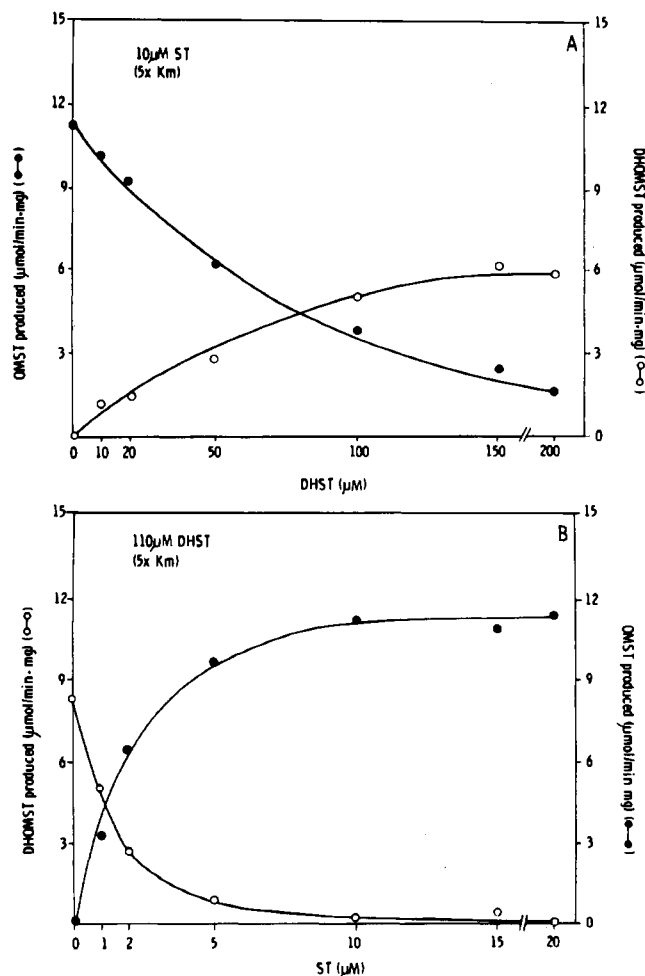 A
10μM ST
(5x Km)
15
12
9
6
3
15
12
9
6
3
0
OMST produced (μmol/min-mg) (●—●)
DHOMST produced (μmol/min-mg) (○—○)
0 10 20 50 100 150 200
DHST (μM)
B
110μM DHST
(5x Km)
15
12
9
6
3
15
12
9
6
3
0
DHOMST produced (μmol/min-mg) (○—○)
OMST produced (μmol/min mg) (●—●)
0 1 2 5 10 15 20
ST (μM)